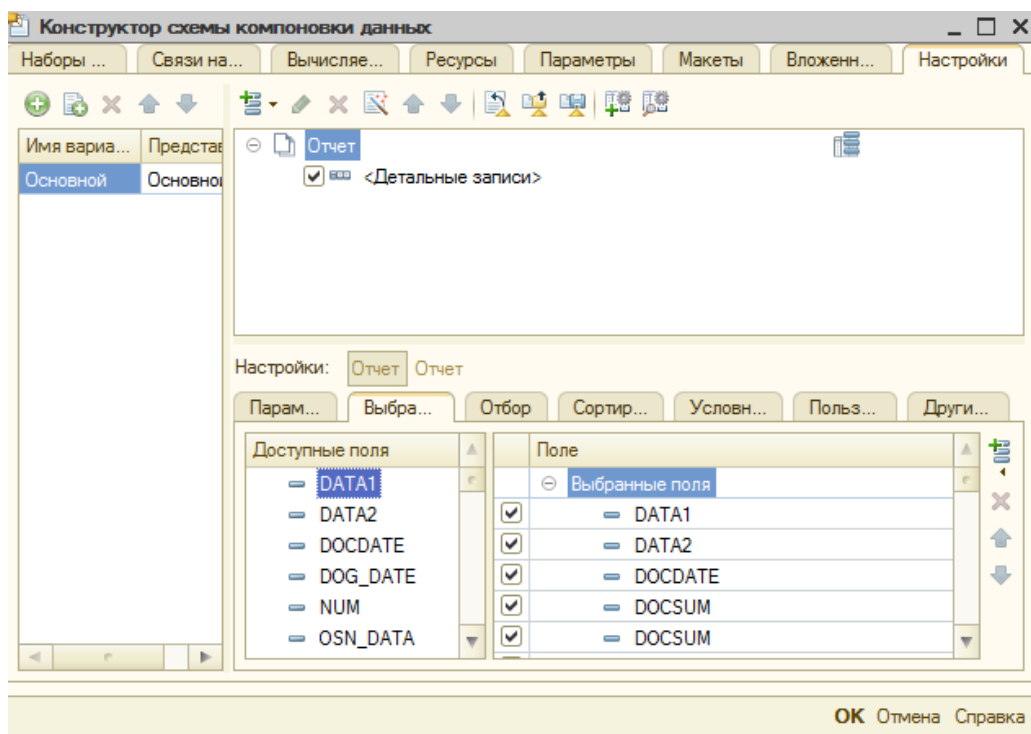 Конструктор схемы компоновки данных
Наборы ... Связи на... Вычисляе... Ресурсы Параметры Макеты Вложенн... Настройки
Имя вариа... Представ
Основной Основной
Отчет
<Детальные записи>
Настройки: Отчет Отчет
Парам... Выбра... Отбор Сортир... Условн... Польз... Други...
Доступные поля Поле
DATA1 Выбранные поля
DATA2 DATA1
DOCDATE DATA2
DOG_DATE DOCDATE
NUM DOCSUM
OSN_DATA DOCSUM
OK Отмена Справка